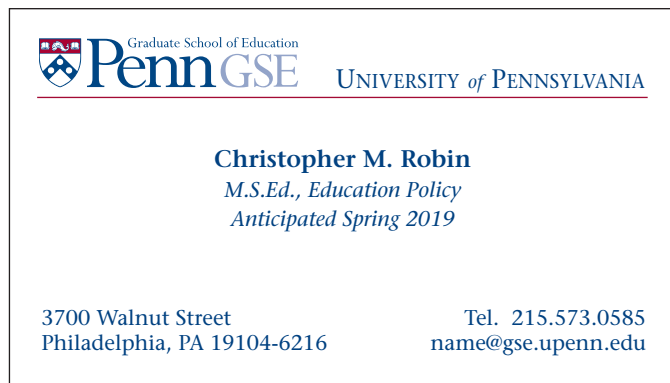 Graduate School of Education
Penn GSE
UNIVERSITY of PENNSYLVANIA
Christopher M. Robin
M.S.Ed., Education Policy
Anticipated Spring 2019
3700 Walnut Street
Philadelphia, PA 19104-6216
Tel. 215.573.0585
name@gse.upenn.edu